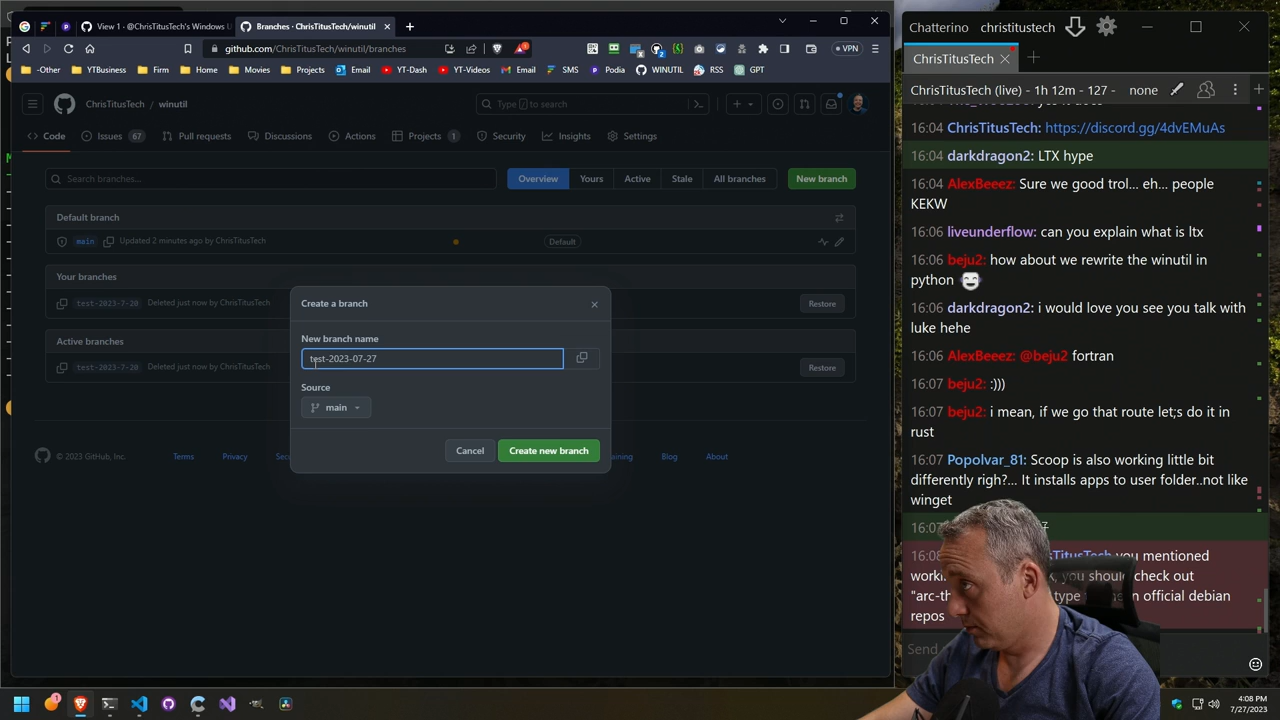 View 1 · @ChrisTitusTech's Windows U
Branches · ChrisTitusTech/winutil
github.com/ChrisTitusTech/winutil/branches
VPN
-Other
YTBusiness
Firm
Home
Movies
Projects
Email
YT-Dash
YT-Videos
Email
SMS
Podia
WINUTIL
RSS
GPT
ChrisTitusTech / winutil
Type / to search
Code
Issues 67
Pull requests
Discussions
Actions
Projects 1
Security
Insights
Settings
Search branches...
Overview
Yours
Active
Stale
All branches
New branch
Default branch
main
Updated 2 minutes ago by ChrisTitusTech
Default
Your branches
test-2023-7-20
Deleted just now by ChrisTitusTech
Restore
Active branches
test-2023-7-20
Deleted just now by ChrisTitusTech
Restore
Create a branch
New branch name
test-2023-07-27
Source
main
Cancel
Create new branch
© 2023 GitHub, Inc.
Terms
Privacy
Blog
About
Chatterino christitustech
ChrisTitusTech
ChrisTitusTech (live) - 1h 12m - 127 - none
16:04 ChrisTitusTech: https://discord.gg/4dvEMuAs
16:04 darkdragon2: LTX hype
16:04 AlexBeeez: Sure we good trol... eh... people
KEKW
16:06 liveunderflow: can you explain what is ltx
16:06 beju2: how about we rewrite the winutil in
python
16:06 darkdragon2: i would love you see you talk with
luke hehe
16:06 AlexBeeez: @beju2 fortran
16:07 beju2: :)))
16:07 beju2: i mean, if we go that route let;s do it in
rust
16:07 Popolvar_81: Scoop is also working little bit
differently righ?... It installs apps to user folder..not like
winget
you mentioned
you should check out
"arc-th
official debian
repos
4:08 PM
7/27/2023